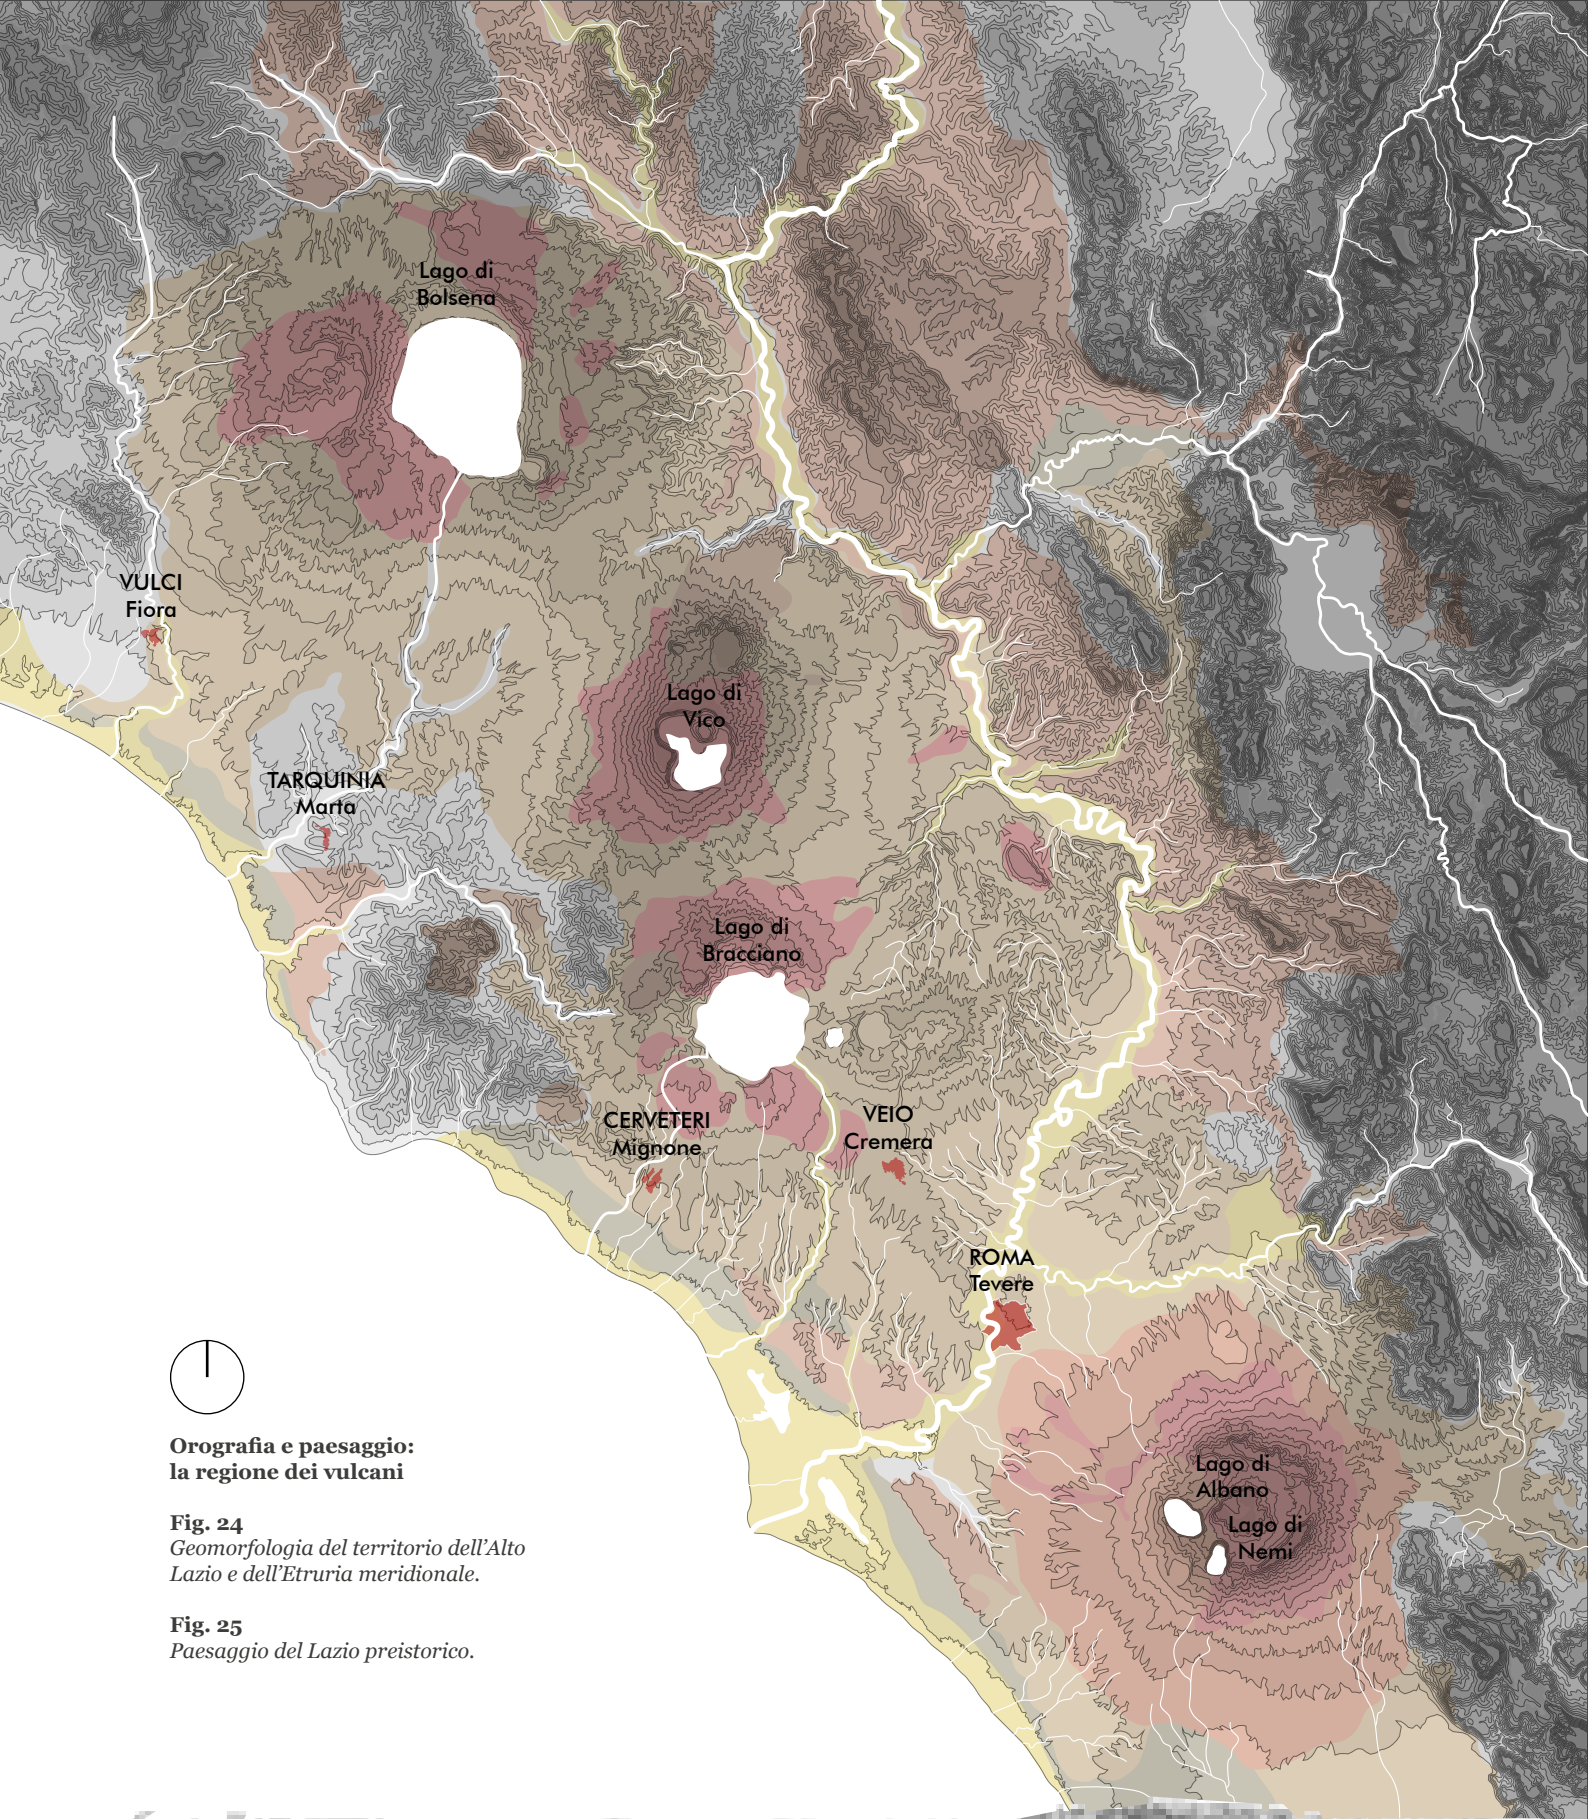 Lago di
Bolsena
VULCI
Fiora
Lago di
Vico
TARQUINIA
Marta
Lago di
Bracciano
CERVETERI
Mignone
VEIO
Cremera
ROMA
Tevere
Lago di
Albano
Lago di
Nemi
Orografia e paesaggio:
la regione dei vulcani
Fig. 24
Geomorfologia del territorio dell’Alto
Lazio e dell’Etruria meridionale.
Fig. 25
Paesaggio del Lazio preistorico.